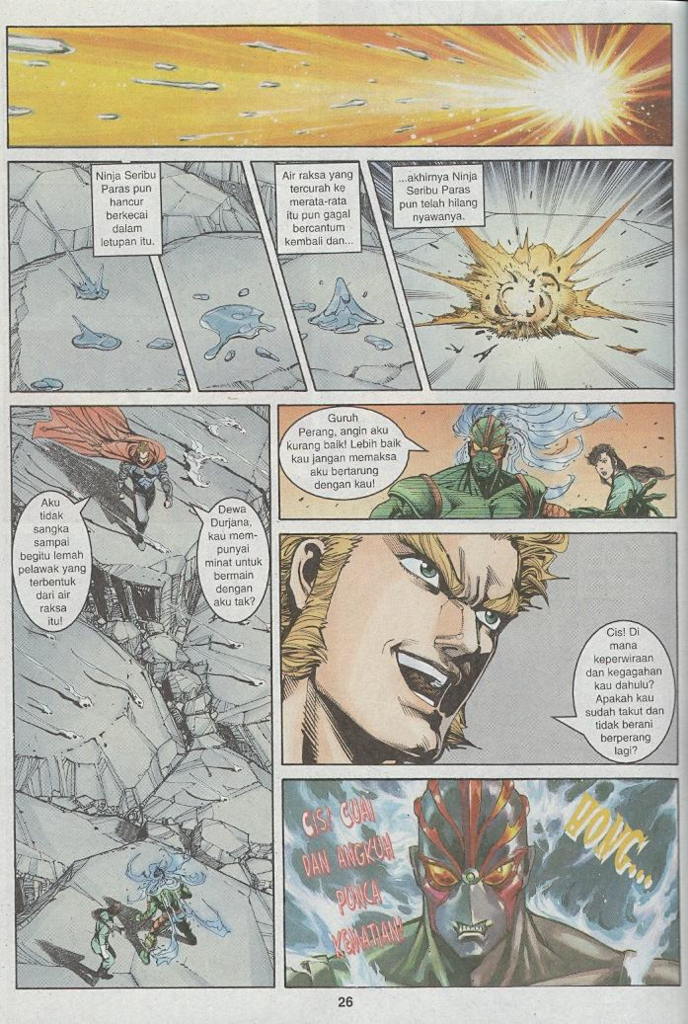 Ninja Seribu
Paras pun
hancur
berkecai
dalam
letupan itu.
Air raksa yang
tercurah ke
merata-rata
itu pun gagal
bercantum
kembali dan...
...akhirnya Ninja
Seribu Paras
pun telah hilang
nyawanya.
Aku
tidak
sangka
sampai
begitu lemah
pelawak yang
terbentuk
dari air
raksa
itu!
Dewa
Durjana,
kau mem-
punyai
minat untuk
bermain
dengan
aku tak?
Guruh
Perang, angin aku
kurang baik! Lebih baik
kau jangan memaksa
aku bertarung
dengan kau!
Cis! Di
mana
keperwiraan
dan kegagahan
kau dahulu?
Apakah kau
sudah takut dan
tidak berani
berperang
lagi?
CIS! GUAI
DAN ANGKUH
PUNCA
KEMATIAN!
WONG...
26